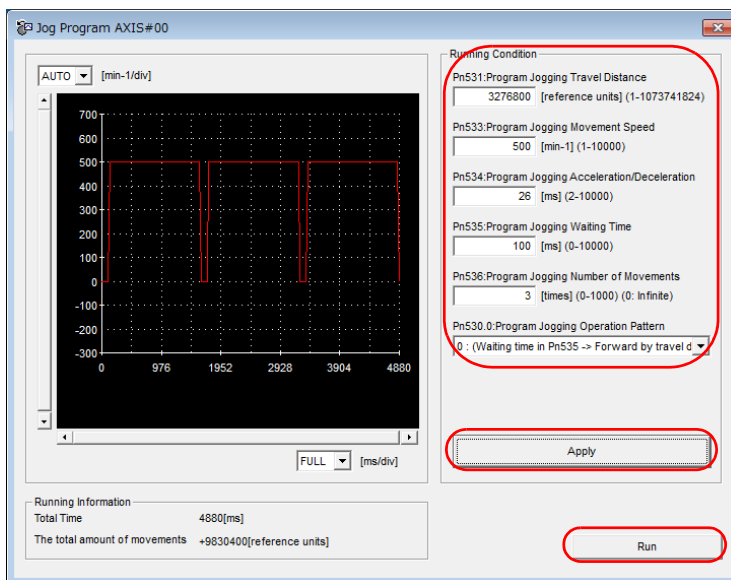 Jog Program AXIS#00
AUTO [min-1/div]
700
600
500
400
300
200
100
0
-100
-200
-300
0 976 1952 2928 3904 4880
FULL [ms/div]
Running Condition
Pn531:Program Jogging Travel Distance
3276800 [reference units] (1-1073741824)
Pn533:Program Jogging Movement Speed
500 [min-1] (1-10000)
Pn534:Program Jogging Acceleration/Deceleration
26 [ms] (2-10000)
Pn535:Program Jogging Waiting Time
100 [ms] (0-10000)
Pn536:Program Jogging Number of Movements
3 [times] (0-1000) (0: Infinite)
Pn530.0:Program Jogging Operation Pattern
0 : (Waiting time in Pn535 -> Forward by travel d
Apply
Running Information
Total Time 4880[ms]
The total amount of movements +9830400[reference units]
Run